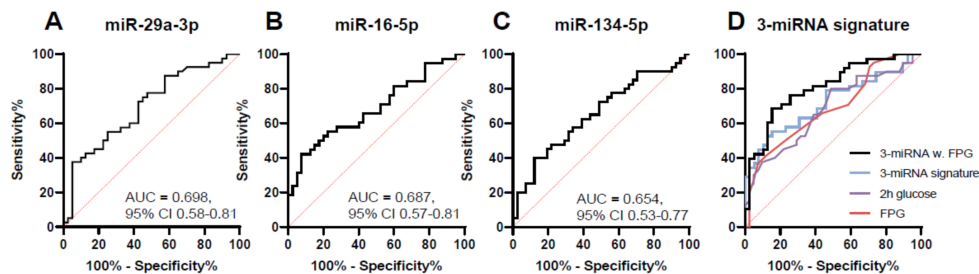 A miR-29a-3p
Sensitivity%
100
80
60
40
20
0
AUC = 0.698,
95% CI 0.58-0.81
0 20 40 60 80 100
100% - Specificity%
B miR-16-5p
Sensitivity%
100
80
60
40
20
0
AUC = 0.687,
95% CI 0.57-0.81
0 20 40 60 80 100
100% - Specificity%
C miR-134-5p
Sensitivity%
100
80
60
40
20
0
AUC = 0.654,
95% CI 0.53-0.77
0 20 40 60 80 100
100% - Specificity%
D 3-miRNA signature
Sensitivity%
100
80
60
40
20
0
3-miRNA w. FPG
3-miRNA signature
2h glucose
FPG
0 20 40 60 80 100
100% - Specificity%